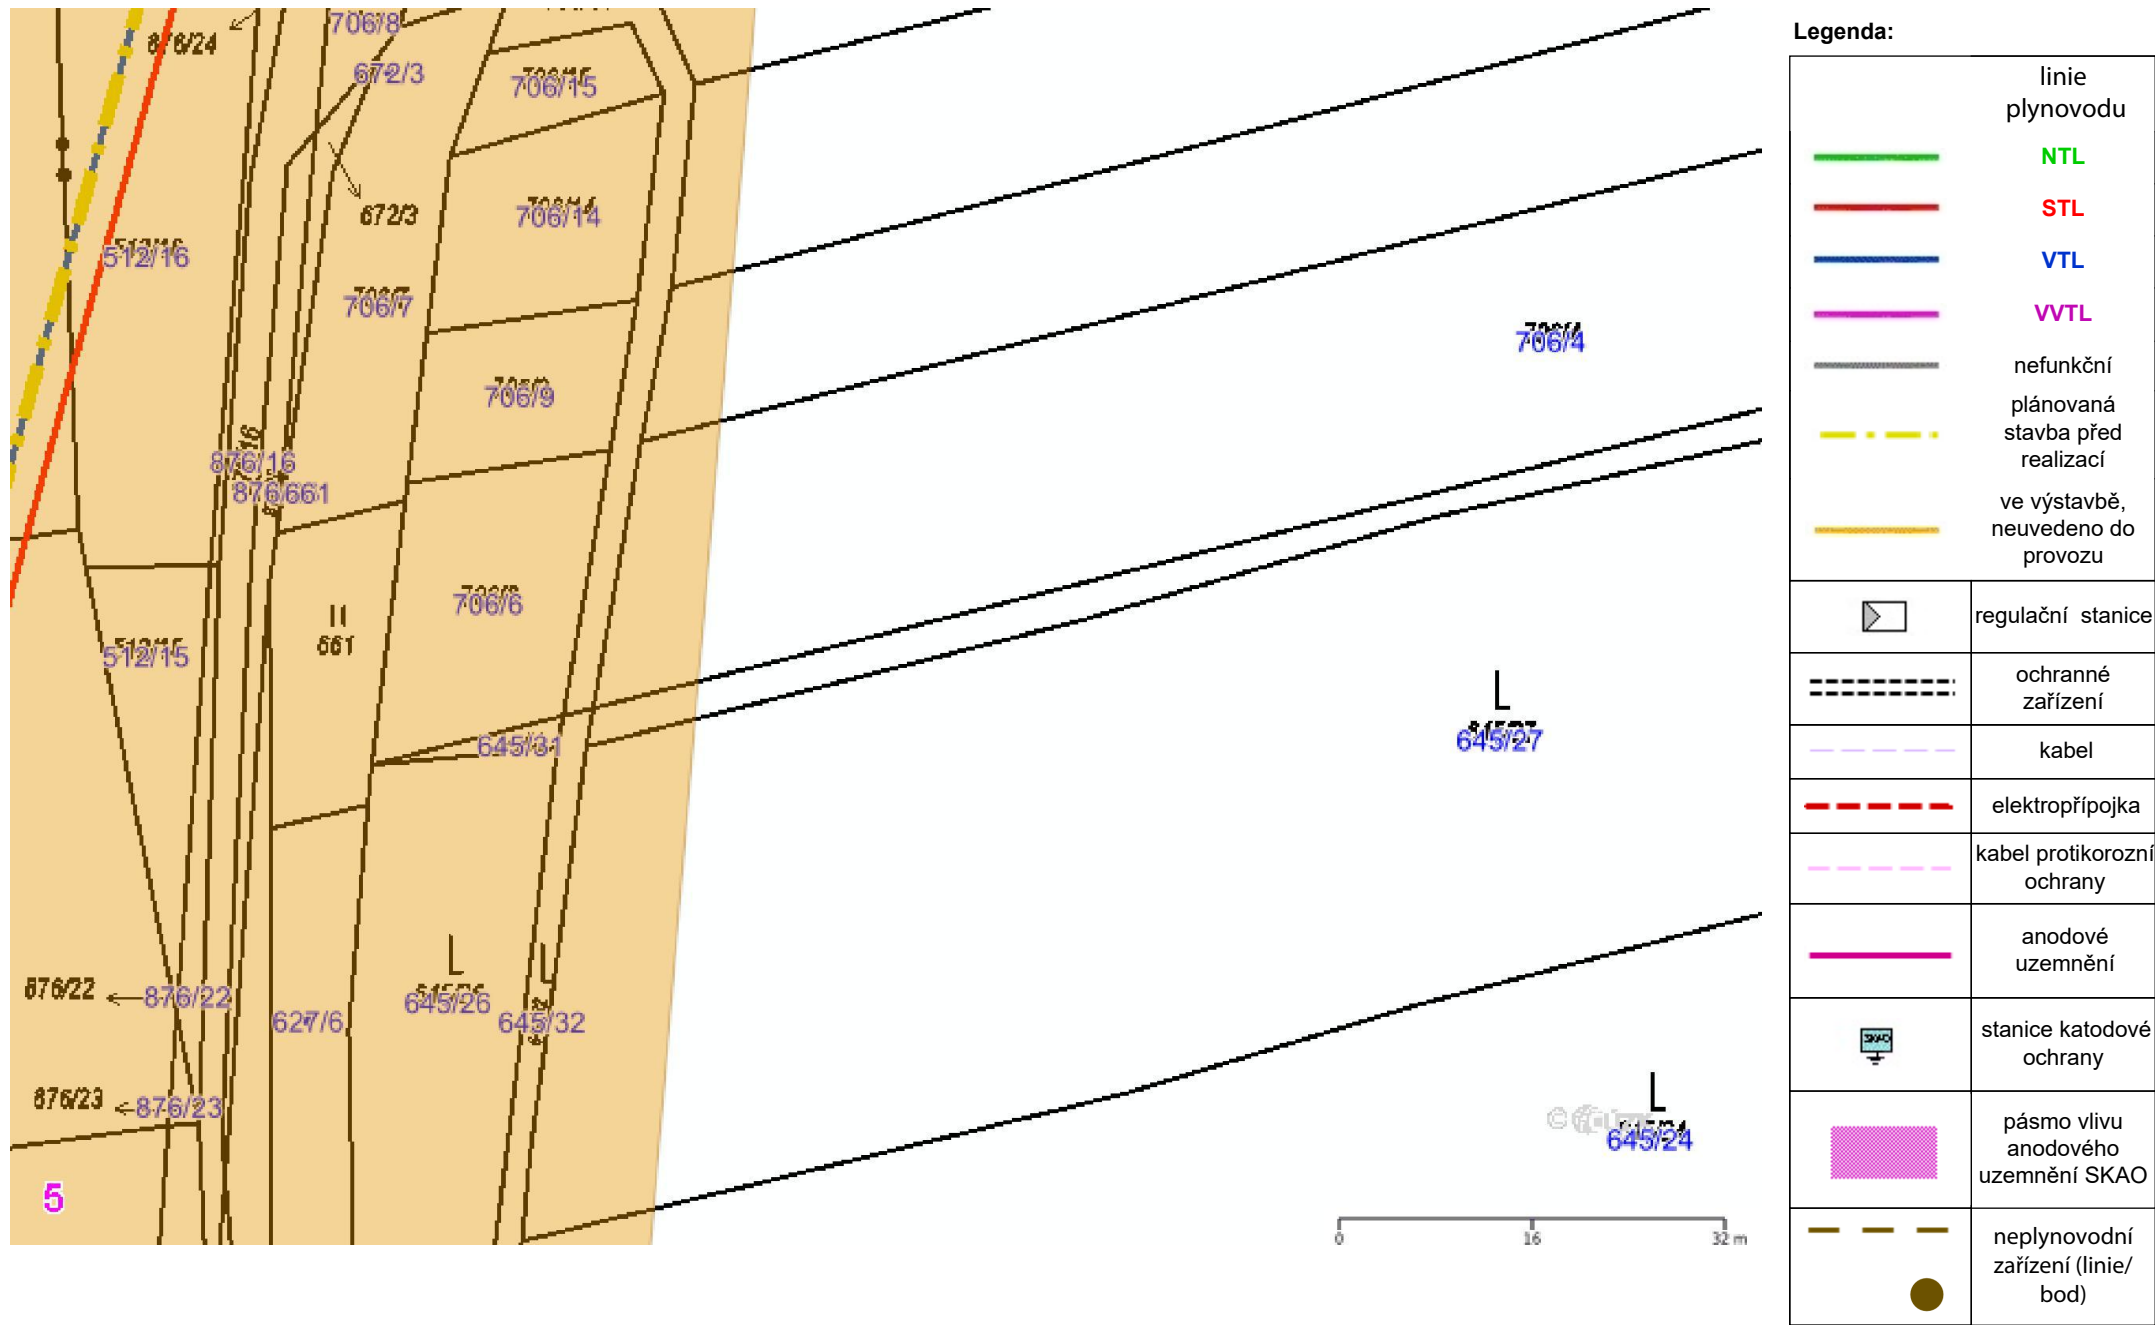 706/8
876/24
672/3
706/15
706/14
672/3
512/16
706/7
706/9
876/16
876/661
706/6
II
661
512/15
645/31
706/4
L
645/27
L
645/26
L
645/32
876/22
876/22
627/6
876/23
876/23
5
L
645/24
0 16 32 m
Legenda:
linie
plynovodu
NTL
STL
VTL
VVTL
nefunkční
plánovaná
stavba před
realizací
ve výstavbě,
neuvedeno do
provozu
regulační stanice
ochranné
zařízení
kabel
elektropřípojka
kabel protikorozní
ochrany
anodové
uzemnění
SKAO
stanice katodové
ochrany
pásmo vlivu
anodového
uzemnění SKAO
neplynovodní
zařízení (linie/
bod)